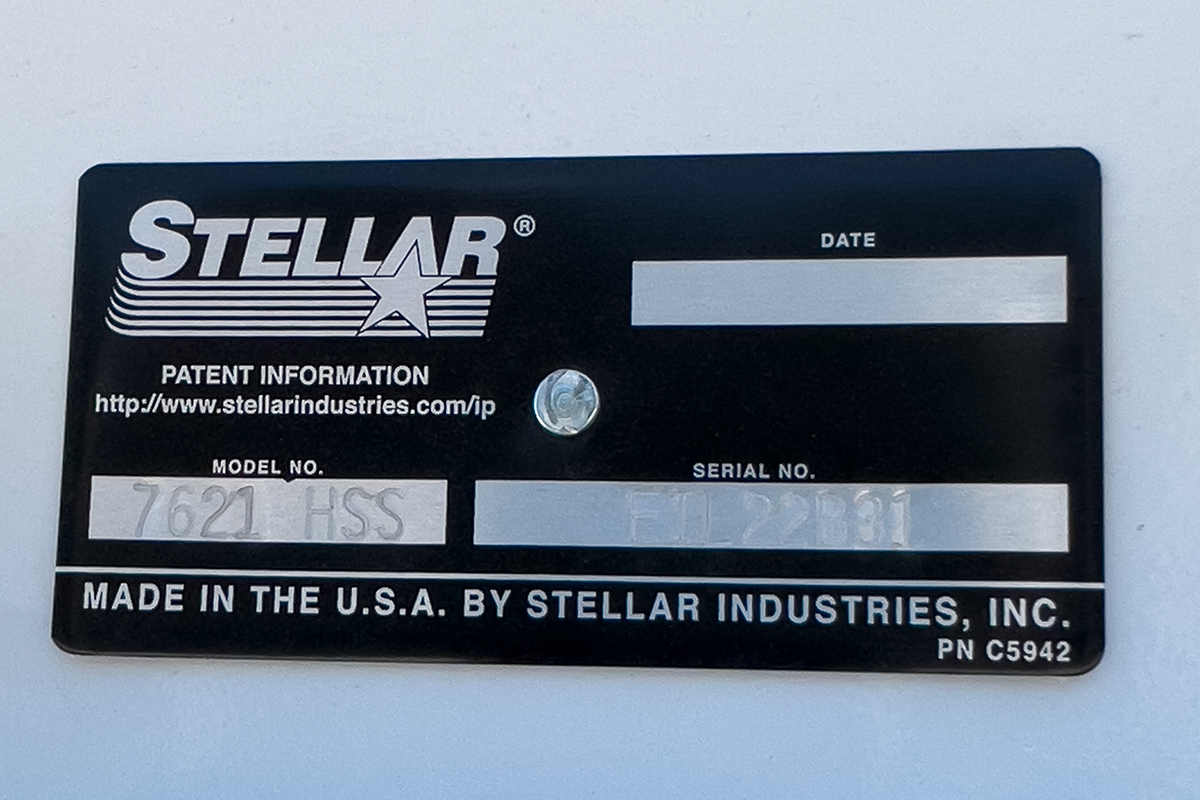 STELLAR®
DATE
PATENT INFORMATION
http://www.stellarindustries.com/ip
MODEL NO.
SERIAL NO.
7621 HSS
MADE IN THE U.S.A. BY STELLAR INDUSTRIES, INC.
PN C5942